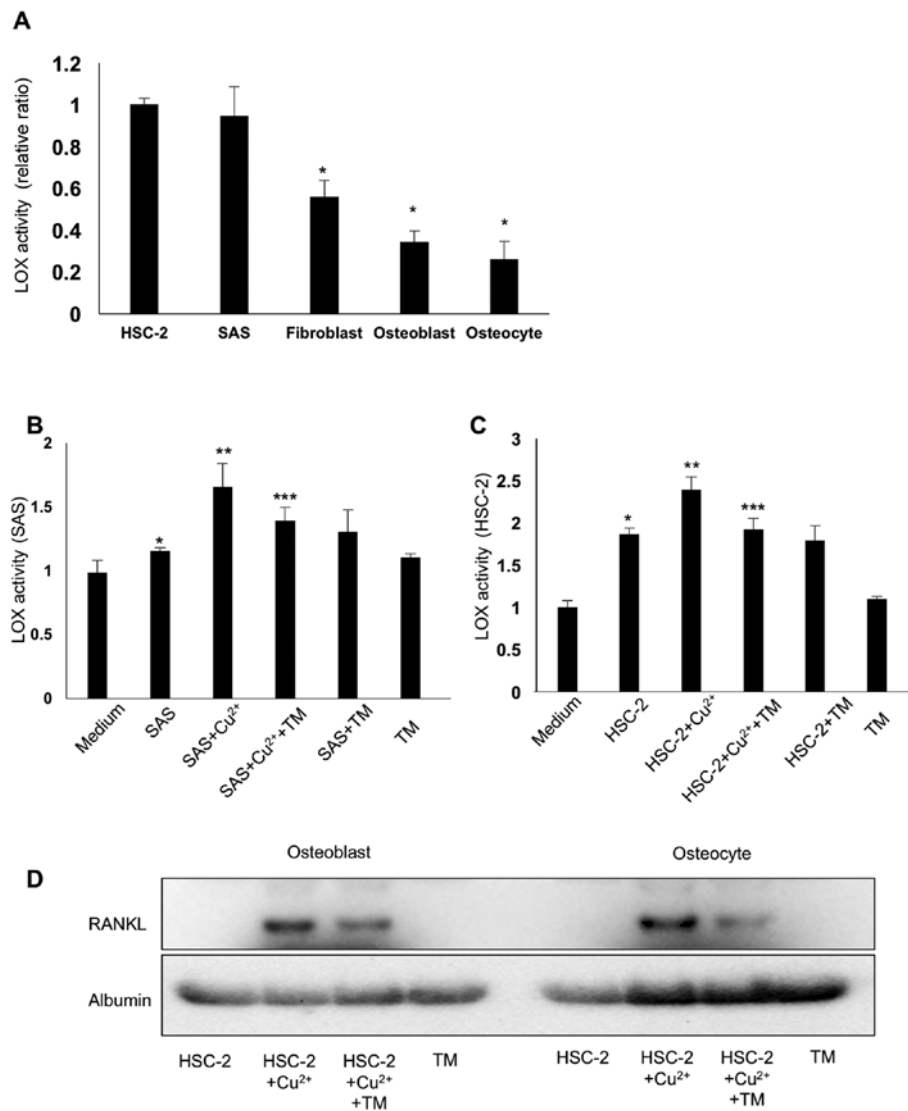 A
LOX activity (relative ratio)
1.2
1
0.8
0.6
0.4
0.2
0
*
*
*
HSC-2 SAS Fibroblast Osteoblast Osteocyte
B
LOX activity (SAS)
2
1.5
1
0.5
0
*
**
***
Medium
SAS
SAS+Cu²⁺
SAS+Cu²⁺+TM
SAS+TM
TM
C
LOX activity (HSC-2)
3
2.5
2
1.5
1
0.5
0
*
**
***
Medium
HSC-2
HSC-2+Cu²⁺
HSC-2+Cu²⁺+TM
HSC-2+TM
TM
D
Osteoblast Osteocyte
RANKL
Albumin
HSC-2
HSC-2
+Cu²⁺
HSC-2
+Cu²⁺
+TM
TM
HSC-2
HSC-2
+Cu²⁺
HSC-2
+Cu²⁺
+TM
TM